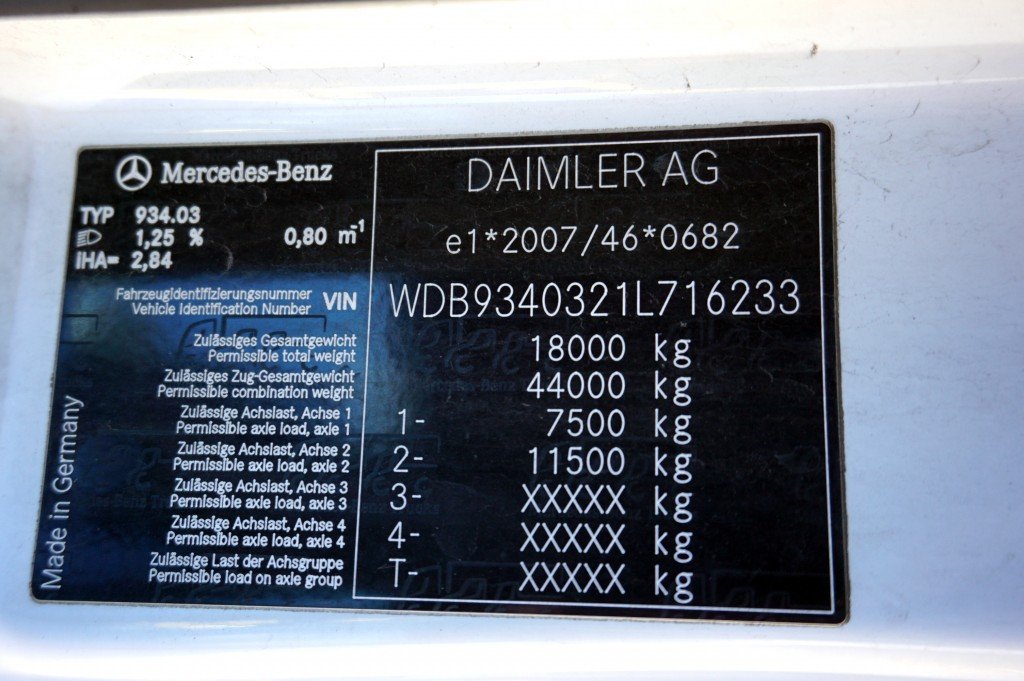 Mercedes-Benz
DAIMLER AG
TYP 934.03
1,25 % 0,80 m⁻¹
IHA= 2,84
e1*2007/46*0682
Fahrzeugidentifizierungsnummer
Vehicle Identification Number
VIN WDB9340321L716233
Zulässiges Gesamtgewicht
Permissible total weight
18000 kg
Zulässiges Zug-Gesamtgewicht
Permissible combination weight
44000 kg
Zulässige Achslast, Achse 1
Permissible axle load, axle 1
1- 7500 kg
Zulässige Achslast, Achse 2
Permissible axle load, axle 2
2- 11500 kg
Zulässige Achslast, Achse 3
Permissible axle load, axle 3
3- XXXXX kg
Zulässige Achslast, Achse 4
Permissible axle load, axle 4
4- XXXXX kg
Zulässige Last der Achsgruppe
Permissible load on axle group
T- XXXXX kg
Made in Germany